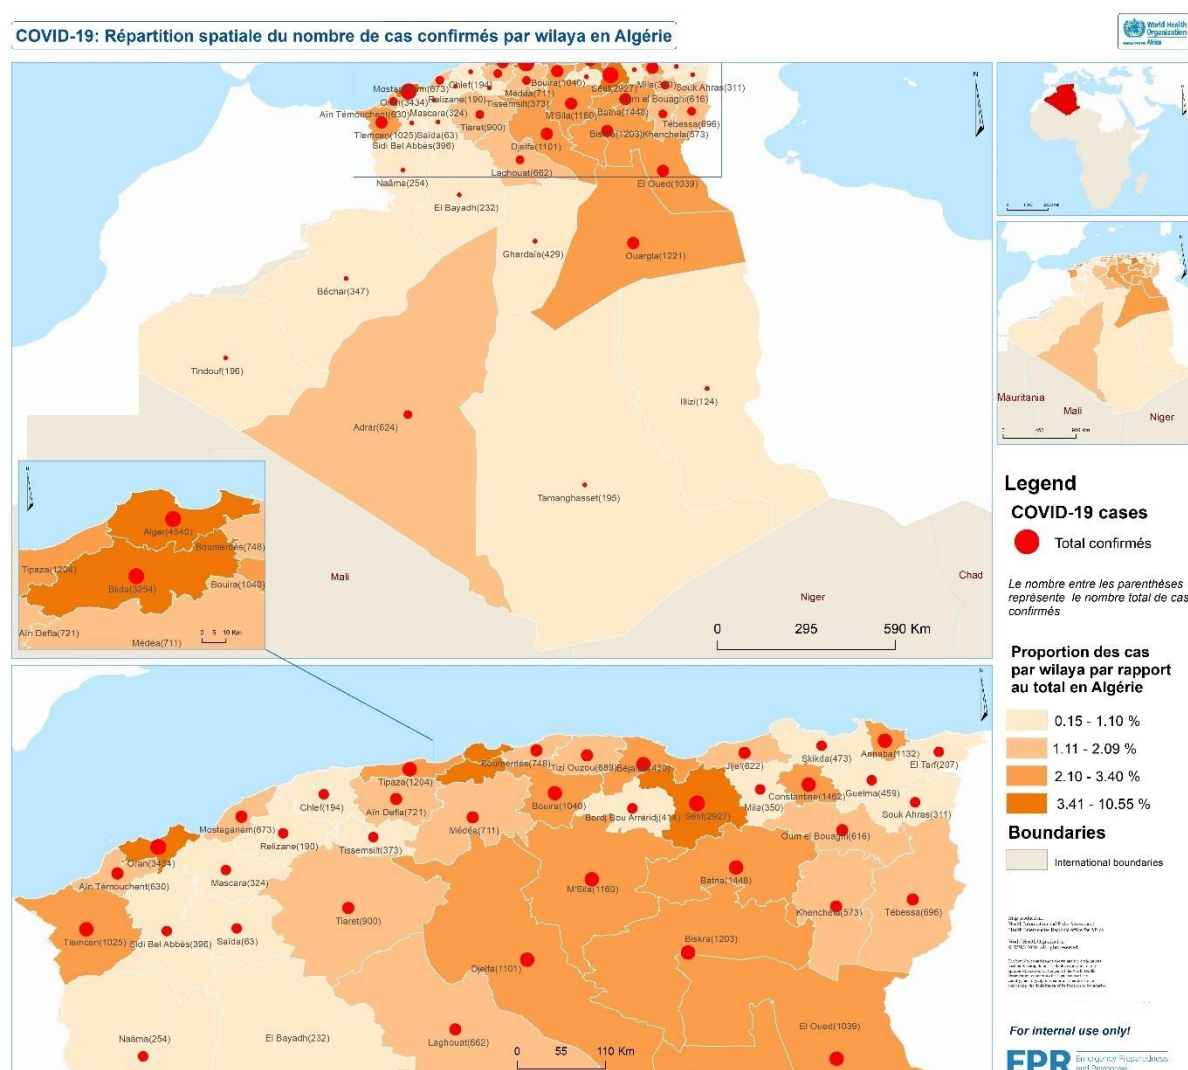 COVID-19: Répartition spatiale du nombre de cas confirmés par wilaya en Algérie
World Health
Organization
Africa
N
Mostaganem(673)
Chlef(194)
Bouira(1040)
Sétif(2927)
Souk Ahras(311)
Oran(3434)
Relizane(190)
Médéa(711)
Tissemsilt(373)
Oum el Bouaghi(616)
Aïn Témouchent(630)
Mascara(324)
M'Sila(1160)
Batna(1448)
Tébessa(696)
Tlemcen(1025)
Saïda(63)
Tiaret(900)
Biskra(1203)
Khenchela(573)
Sidi Bel Abbès(396)
Djelfa(1101)
Laghouat(662)
Naâma(254)
El Oued(1039)
El Bayadh(232)
Ghardaïa(429)
Ouargla(1221)
Béchar(347)
Tindouf(196)
Illizi(124)
Adrar(624)
Tamanghasset(195)
Mali
Niger
Chad
0 295 590 Km
N
Alger(4540)
Boumerdès(748)
Tipaza(1204)
Blida(3254)
Bouira(1040)
Aïn Defla(721)
Médéa(711)
0 5 10 Km
Mauritania
Mali
Niger
Legend
COVID-19 cases
Total confirmés
Le nombre entre les parenthèses
représente le nombre total de cas
confirmés
Proportion des cas
par wilaya par rapport
au total en Algérie
0.15 - 1.10 %
1.11 - 2.09 %
2.10 - 3.40 %
3.41 - 10.55 %
Boundaries
International boundaries
N
Annaba(1132)
Skikda(473)
El Tarf(207)
Boumerdès(748)
Tizi Ouzou(689)
Jijel(622)
Tipaza(1204)
Constantine(1462)
Guelma(459)
Chlef(194)
Aïn Defla(721)
Bouira(1040)
Mila(350)
Souk Ahras(311)
Mostaganem(673)
Médéa(711)
Bordj Bou Arréridj(414)
Sétif(2927)
Relizane(190)
Tissemsilt(373)
Oum el Bouaghi(616)
Oran(3434)
Aïn Témouchent(630)
Mascara(324)
M'Sila(1160)
Batna(1448)
Tiaret(900)
Khenchela(573)
Tébessa(696)
Tlemcen(1025)
Sidi Bel Abbès(396)
Saïda(63)
Biskra(1203)
Djelfa(1101)
Naâma(254)
El Bayadh(232)
Laghouat(662)
El Oued(1039)
0 55 110 Km
For internal use only!
EPR
Emergency Preparedness
and Response